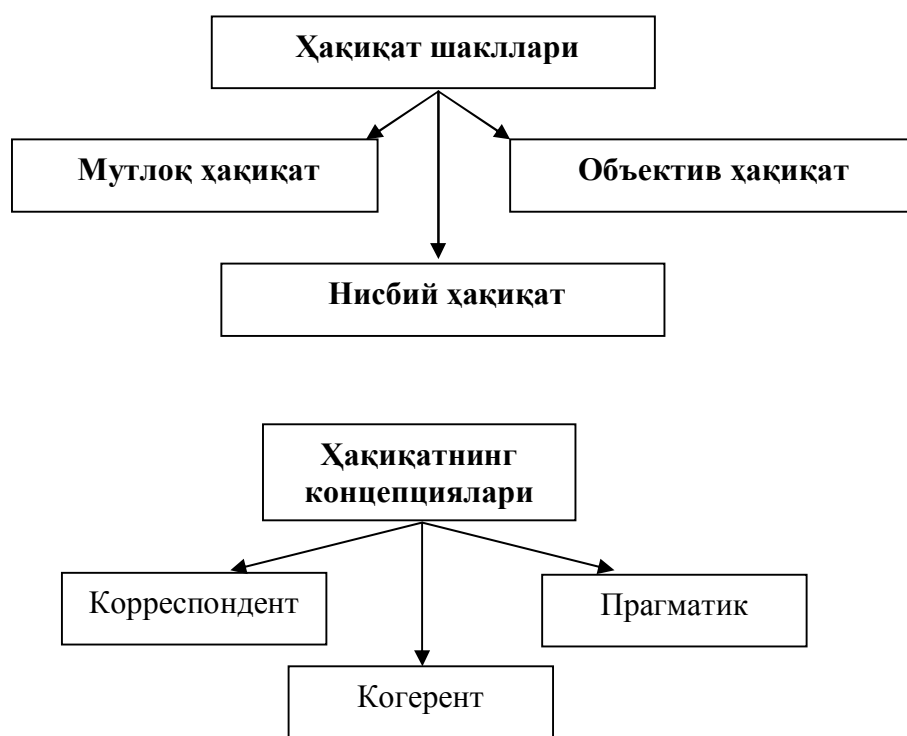 Ҳақиқат шакллари
Мутлоқ ҳақиқат
Объектив ҳақиқат
Нисбий ҳақиқат
Ҳақиқатнинг
концепциялари
Корреспондент
Прагматик
Когерент